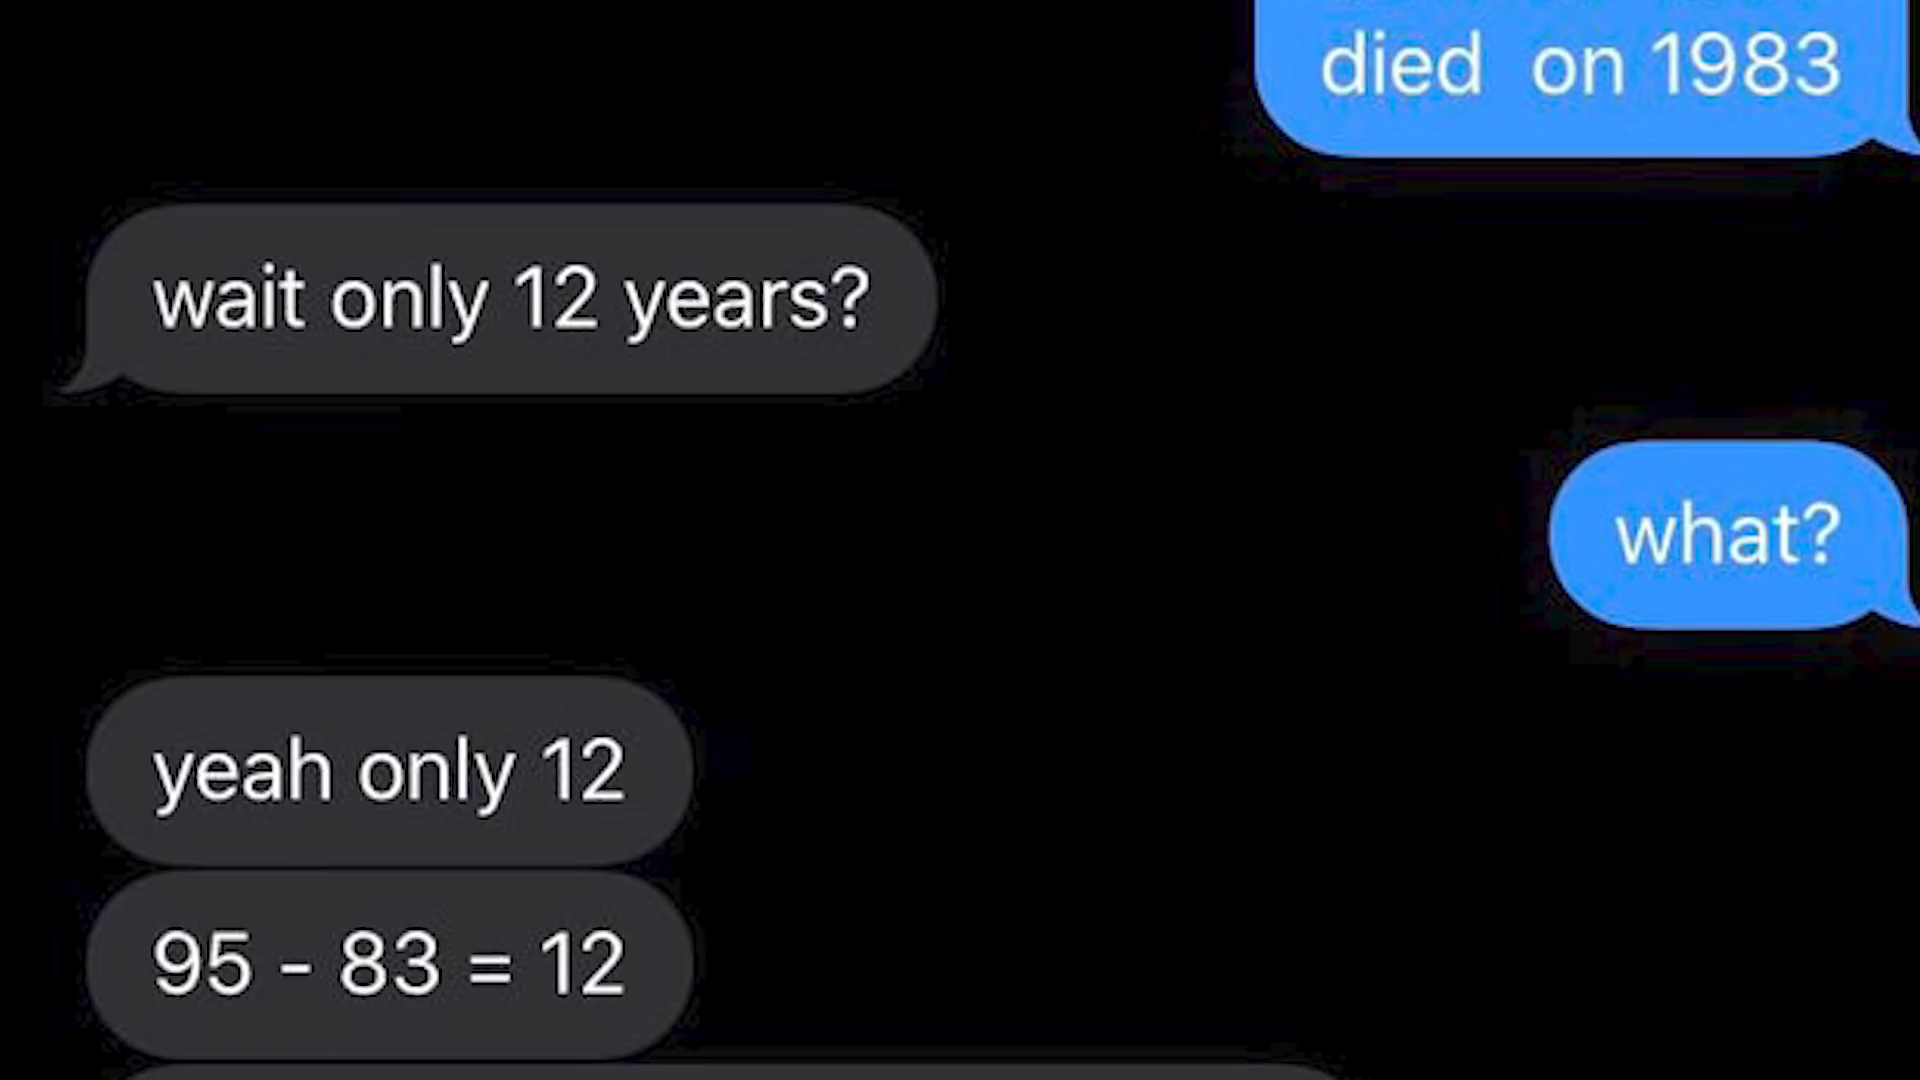 died  on 1983
wait only 12 years?
what?
yeah only 12
95 - 83 = 12